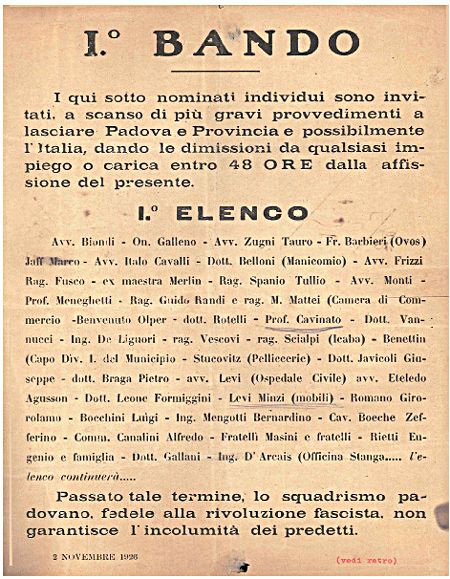 I.º BANDO
I qui sotto nominati individui sono invi-
tati, a scanso di più gravi provvedimenti a
lasciare Padova e Provincia e possibilmente
l'Italia, dando le dimissioni da qualsiasi im-
piego o carica entro 48 ORE dalla affis-
sione del presente.
I.º ELENCO
Avv. Biondi - On. Galleno - Avv. Zugni Tauro - Fr. Barbieri (Ovos)
Jaff Marco - Avv. Italo Cavalli - Dott. Belloni (Manicomio) - Avv. Frizzi
Rag. Fusco - ex maestra Merlin - Rag. Spanio Tullio - Avv. Monti -
Prof. Meneghetti - Rag. Guido Randi e rag. M. Mattei (Camera di Com-
mercio -Benvenuto Olper - dott. Rotelli - Prof. Cavinato - Dott. Van-
nucci - Ing. De Liguori - rag. Vescovi - rag. Scialpi (Icaba) - Benettin
(Capo Div. I. del Municipio - Stucovitz (Pelliccerie) - Dott. Javicoli Giu-
seppe - dott. Braga Pietro - avv. Levi (Ospedale Civile) avv. Eteledo
Agusson - Dott. Leone Formiggini - Levi Minzi (mobili) - Romano Giro-
rolamo - Bocchini Luigi - Ing. Mengotti Bernardino - Cav. Boeche Zef-
ferino - Comm. Canalini Alfredo - Fratelli Masini e fratelli - Rietti Eu-
genio e famiglia - Dott. Gallani - Ing. D'Arcais (Officina Stanga..... l'e-
lenco continuerà.....
Passato tale termine, lo squadrismo pa-
dovano, fedele alla rivoluzione fascista, non
garantisce l'incolumità dei predetti.
2 NOVEMBRE 1926
(vedi retro)